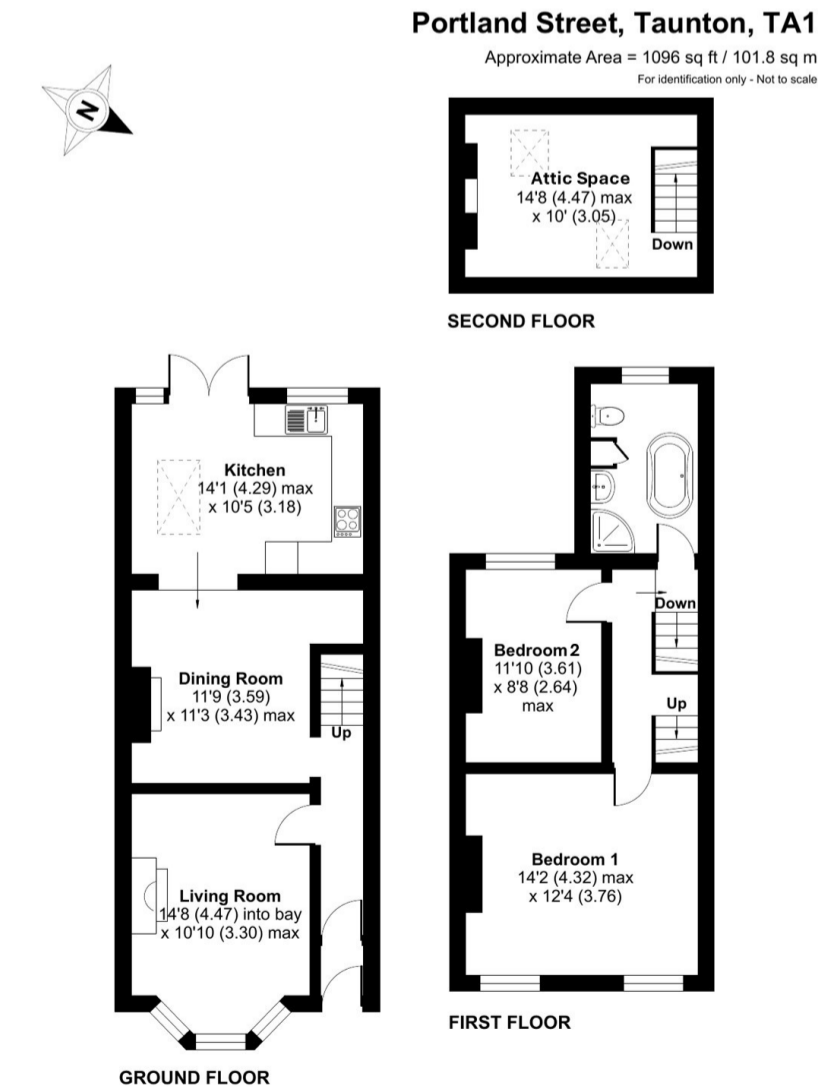 Portland Street, Taunton, TA1
Approximate Area = 1096 sq ft / 101.8 sq m
For identification only - Not to scale
N
Attic Space
14'8 (4.47) max
x 10' (3.05)
Down
SECOND FLOOR
Kitchen
14'1 (4.29) max
x 10'5 (3.18)
Dining Room
11'9 (3.59)
x 11'3 (3.43) max
Up
Living Room
14'8 (4.47) into bay
x 10'10 (3.30) max
GROUND FLOOR
Down
Bedroom 2
11'10 (3.61)
x 8'8 (2.64)
max
Up
Bedroom 1
14'2 (4.32) max
x 12'4 (3.76)
FIRST FLOOR